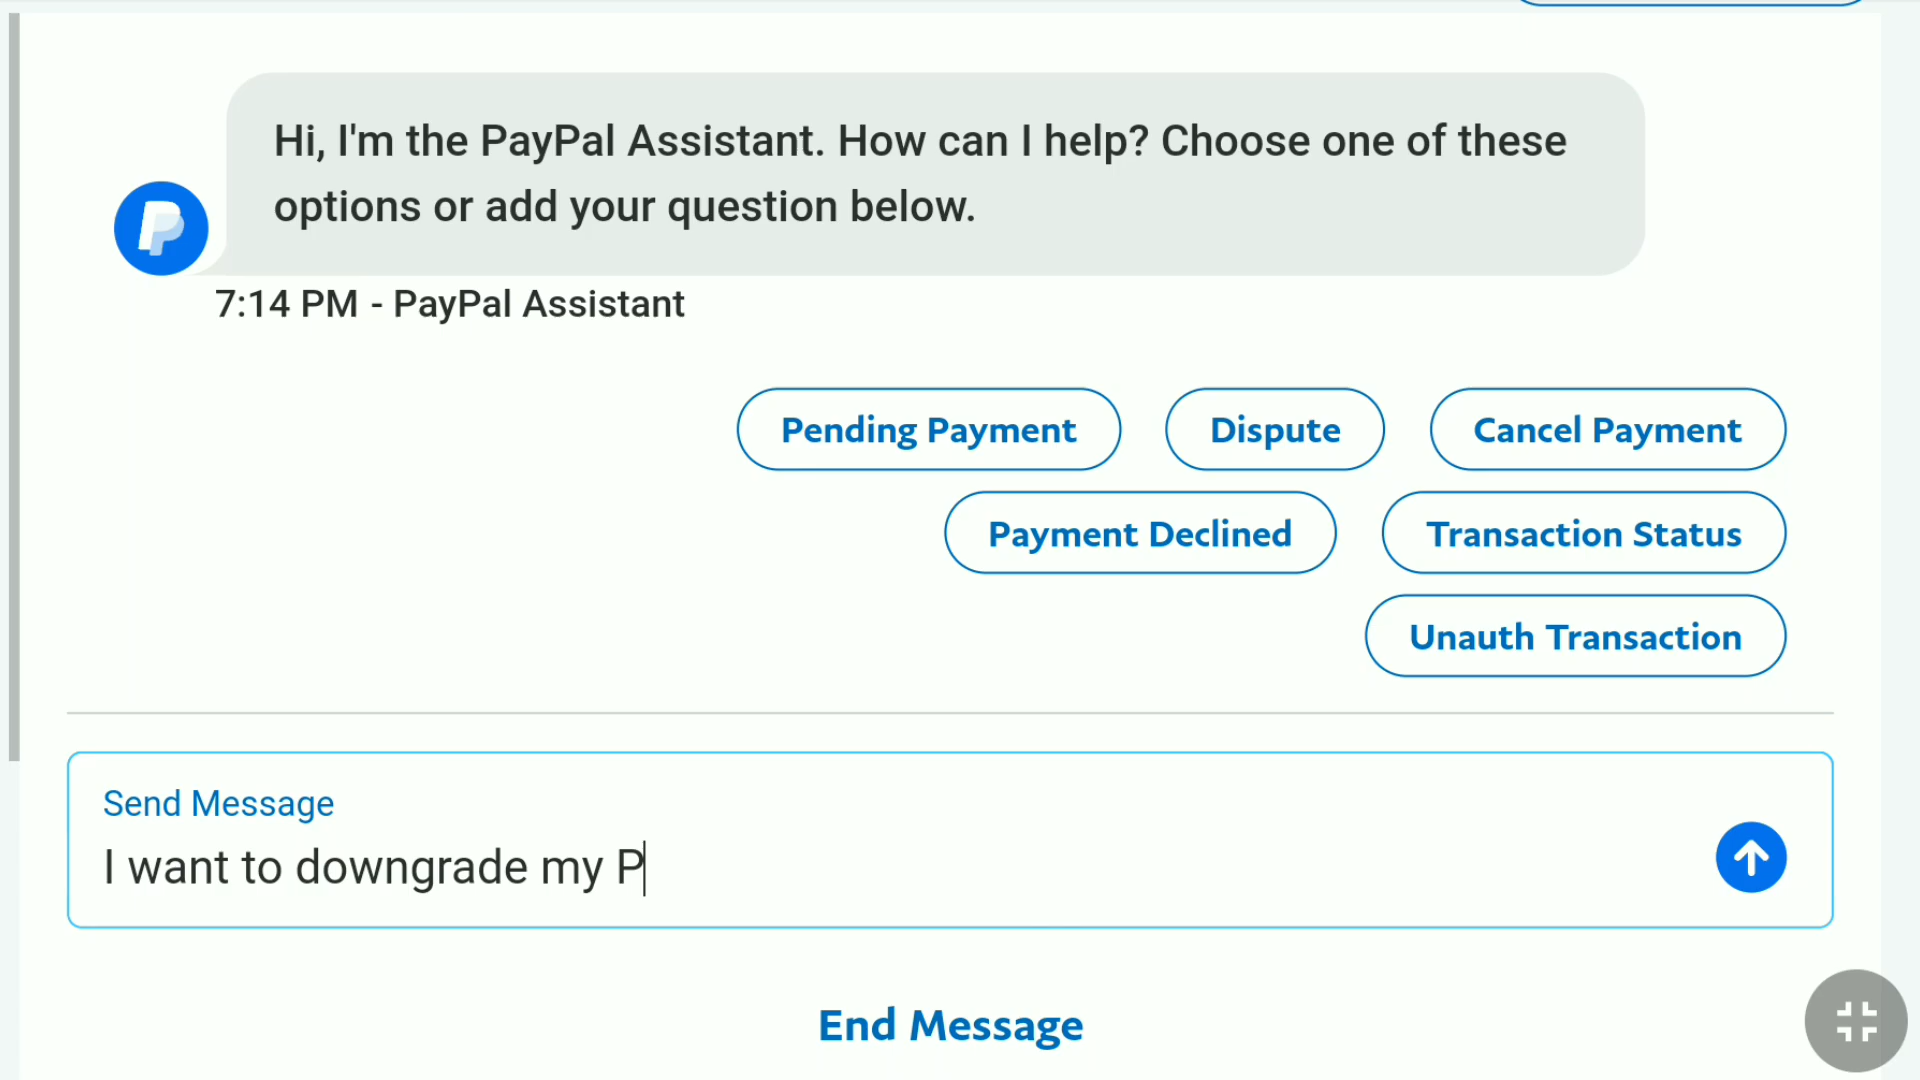 Hi, I'm the PayPal Assistant. How can I help? Choose one of these
options or add your question below.
7:14 PM - PayPal Assistant
Pending Payment
Dispute
Cancel Payment
Payment Declined
Transaction Status
Unauth Transaction
Send Message
I want to downgrade my P
End Message